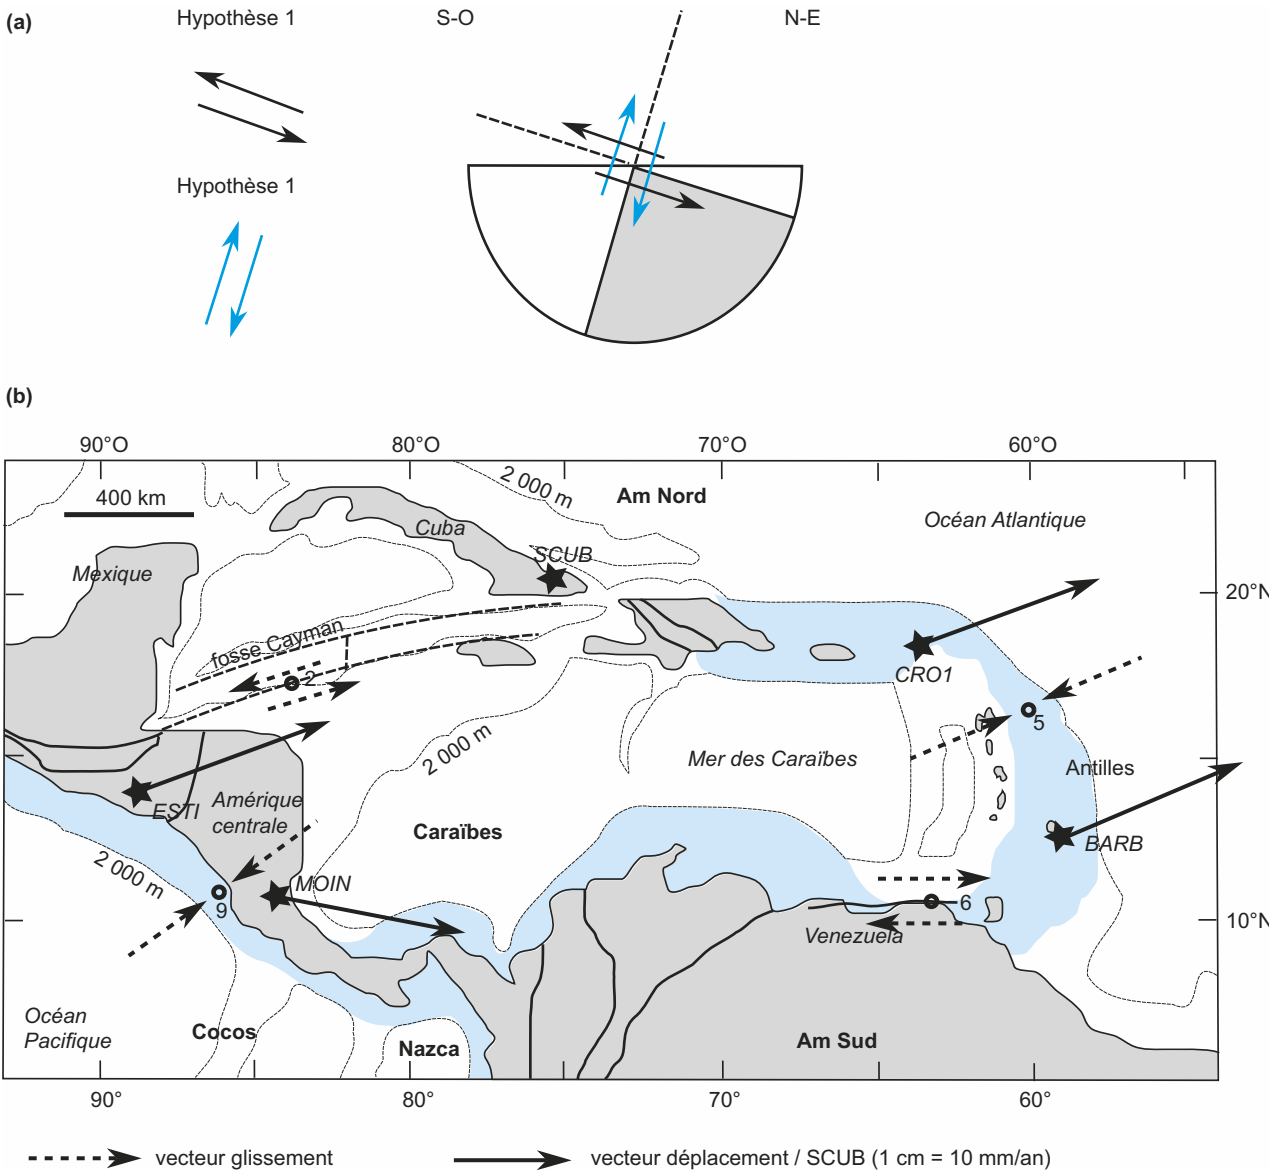 (a)
Hypothèse 1
S-O
N-E
Hypothèse 1
(b)
90°O
80°O
70°O
60°O
400 km
2 000 m
Am Nord
Océan Atlantique
Cuba
SCUB
Mexique
20°N
fosse Cayman
2
CRO1
5
2 000 m
Mer des Caraïbes
Antilles
ESTI
Amérique
centrale
Caraïbes
BARB
2 000 m
MOIN
9
6
10°N
Venezuela
Océan
Pacifique
Cocos
Nazca
Am Sud
90°
80°
70°
60°
vecteur glissement
vecteur déplacement / SCUB (1 cm = 10 mm/an)